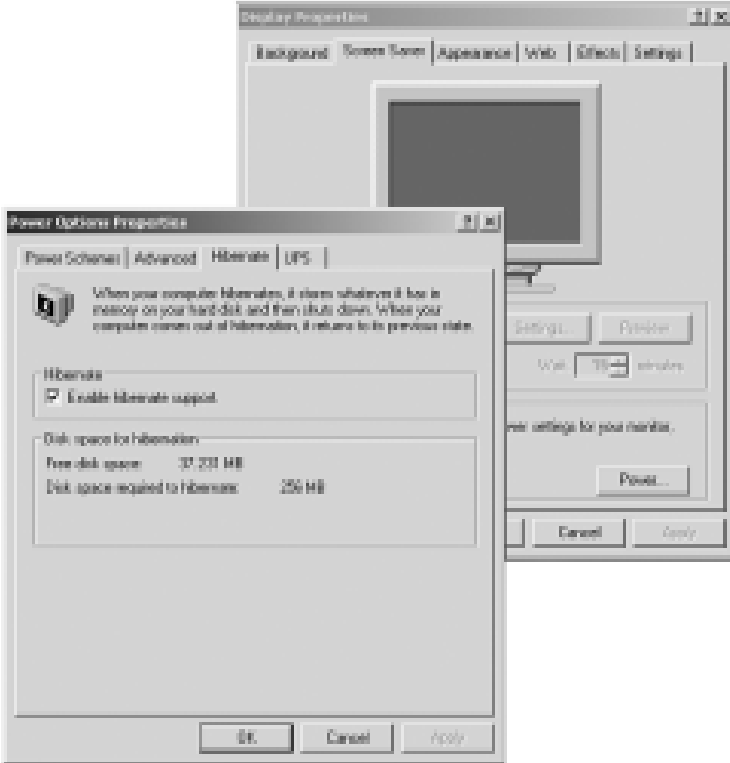 Display Properties
Background Screen Saver Appearance Web Effects Settings
Settings... Preview
Wait: minutes
settings for your monitor.
Power...
Cancel Apply
Power Options Properties
Power Schemes Advanced Hibernate UPS
When your computer hibernates, it stores whatever it has in
memory on your hard disk and then shuts down. When your
computer comes out of hibernation, it returns to its previous state.
Hibernate
Enable hibernate support.
Disk space for hibernation
Free disk space: 37,231 MB
Disk space required to hibernate: 256 MB
OK Cancel Apply